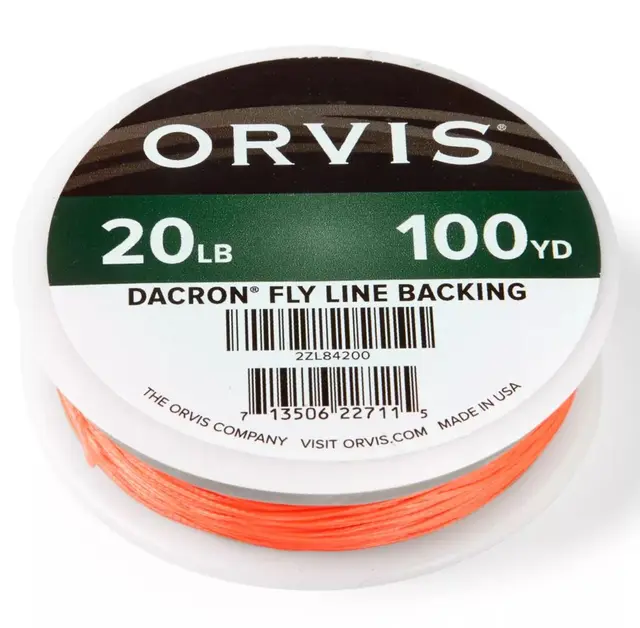 ORVIS®
20LB 100YD
DACRON® FLY LINE BACKING
2ZL84200
7 13506 22711 5
THE ORVIS COMPANY VISIT ORVIS.COM MADE IN USA